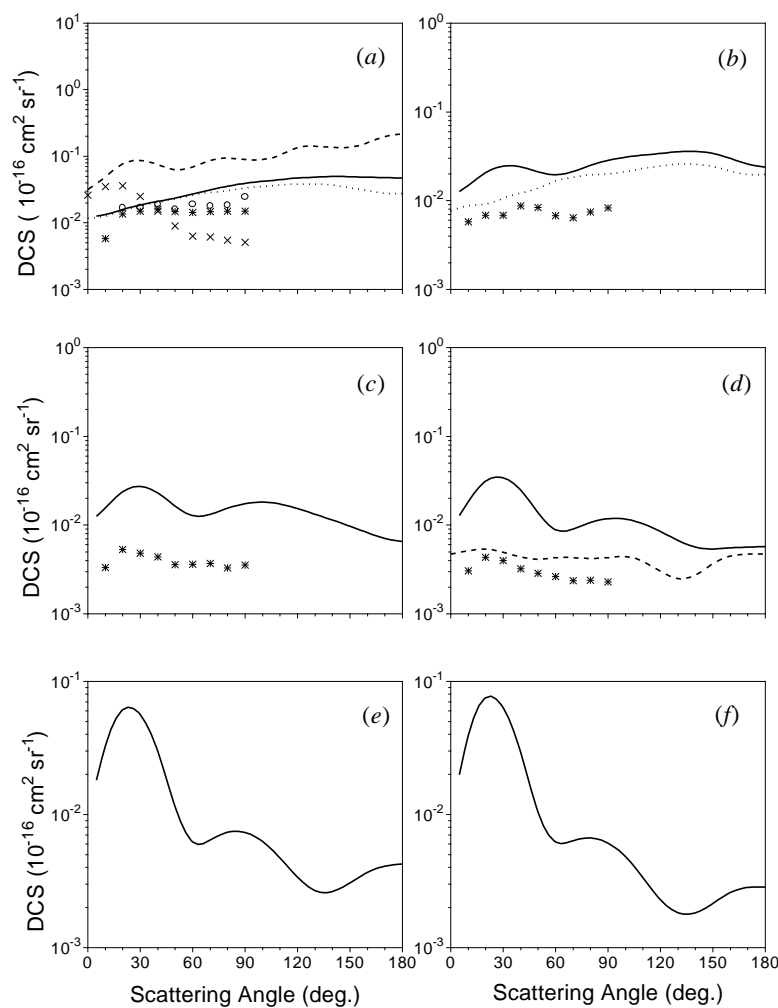 10^1
10^0
10^-1
10^-2
10^-3
DCS ( 10^-16 cm^2 sr^-1)
(a)
10^0
10^-1
10^-2
10^-3
(b)
10^0
10^-1
10^-2
10^-3
DCS (10^-16 cm^2 sr^-1)
(c)
10^0
10^-1
10^-2
10^-3
(d)
10^-1
10^-2
10^-3
DCS (10^-16 cm^2 sr^-1)
(e)
0 30 60 90 120 150 180
Scattering Angle (deg.)
10^-1
10^-2
10^-3
(f)
0 30 60 90 120 150 180
Scattering Angle (deg.)